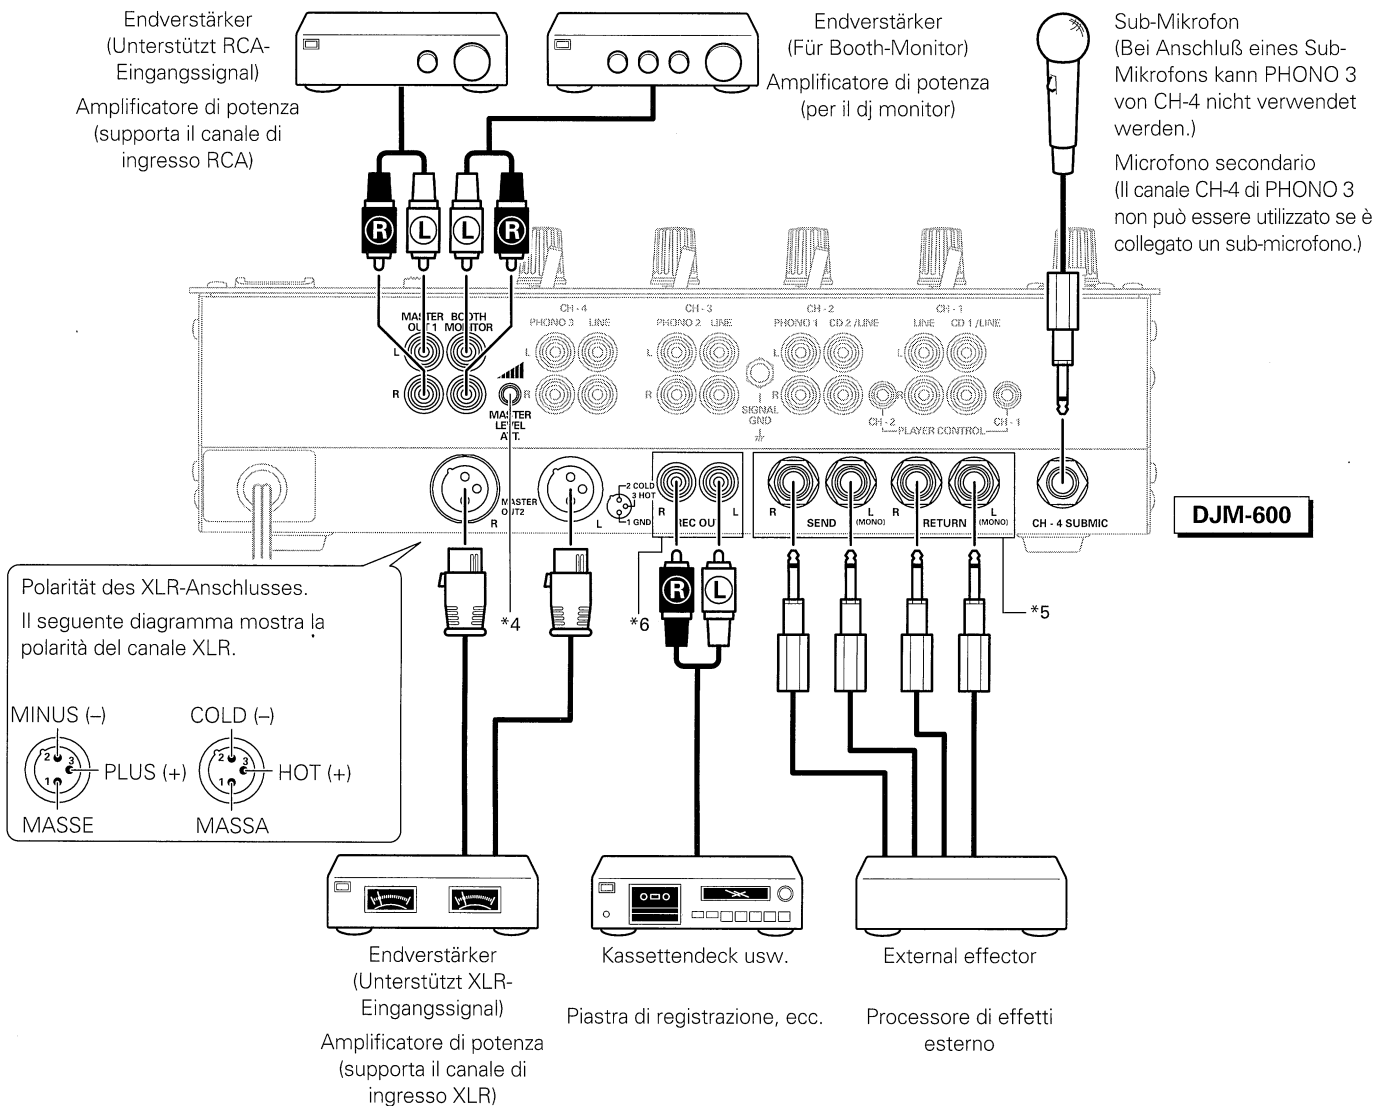 Endverstärker
(Unterstützt RCA-
Eingangssignal)
Amplificatore di potenza
(supporta il canale di
ingresso RCA)
Endverstärker
(Für Booth-Monitor)
Amplificatore di potenza
(per il dj monitor)
Sub-Mikrofon
(Bei Anschluß eines Sub-
Mikrofons kann PHONO 3
von CH-4 nicht verwendet
werden.)
Microfono secondario
(Il canale CH-4 di PHONO 3
non può essere utilizzato se è
collegato un sub-microfono.)
R L L R
MASTER OUT 1
BOOTH MONITOR
L
R
MASTER
LEVEL
ATT.
CH - 4
PHONO 3 LINE
L
R
CH - 3
PHONO 2 LINE
L
R
SIGNAL
GND
CH - 2
PHONO 1 CD 2 /LINE
L
R
CH - 1
LINE CD 1 /LINE
L
R
CH - 2 PLAYER CONTROL CH - 1
MASTER
OUT2
R
L
2 COLD
3 HOT
1 GND
R REC OUT L
R SEND L
(MONO)
R RETURN L
(MONO)
CH - 4 SUBMIC
DJM-600
*4
*6
R L
*5
Polarität des XLR-Anschlusses.
Il seguente diagramma mostra la
polarità del canale XLR.
MINUS (–)
2 3 1
PLUS (+)
MASSE
COLD (–)
2 3 1
HOT (+)
MASSA
Endverstärker
(Unterstützt XLR-
Eingangssignal)
Amplificatore di potenza
(supporta il canale di
ingresso XLR)
Kassettendeck usw.
Piastra di registrazione, ecc.
External effector
Processore di effetti
esterno